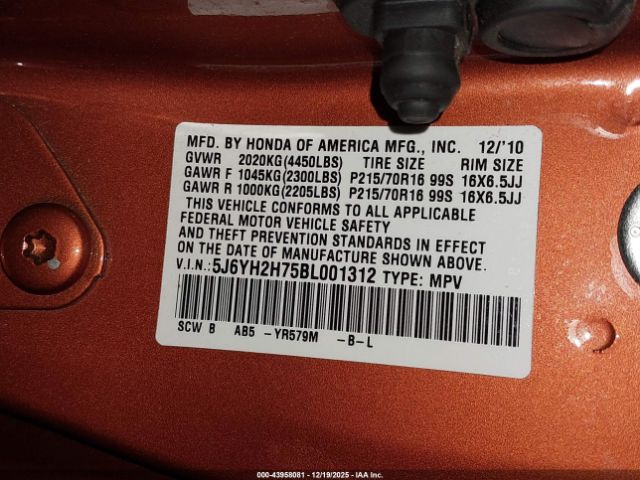 MFD. BY HONDA OF AMERICA MFG., INC. 12/'10
GVWR 2020KG(4450LBS) TIRE SIZE RIM SIZE
GAWR F 1045KG(2300LBS) P215/70R16 99S 16X6.5JJ
GAWR R 1000KG(2205LBS) P215/70R16 99S 16X6.5JJ
THIS VEHICLE CONFORMS TO ALL APPLICABLE
FEDERAL MOTOR VEHICLE SAFETY
AND THEFT PREVENTION STANDARDS IN EFFECT
ON THE DATE OF MANUFACTURE SHOWN ABOVE.
V.I.N.: 5J6YH2H75BL001312 TYPE: MPV
SCW B AB5 -YR579M -B-L
000-43958081 - 12/19/2025 - IAA Inc.